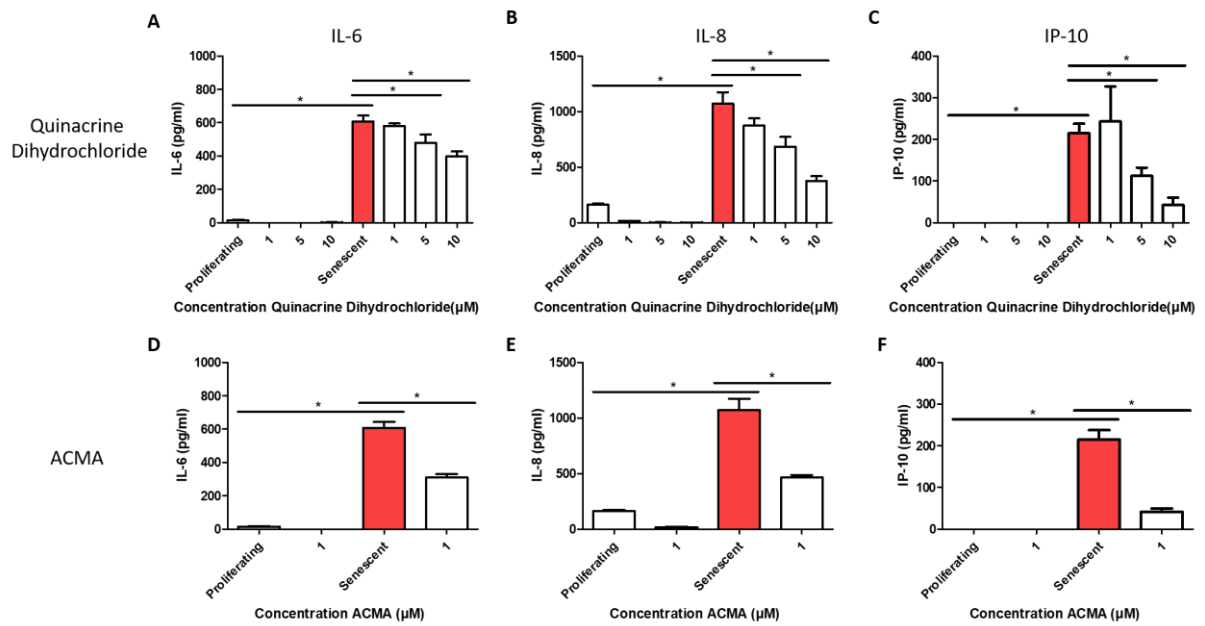 A
IL-6
B
IL-8
C
IP-10
Quinacrine
Dihydrochloride
IL-6 (pg/ml)
1000
800
600
400
200
0
*
*
*
Proliferating
1
5
10
Senescent
1
5
10
Concentration Quinacrine Dihydrochloride(µM)
IL-8 (pg/ml)
1500
1000
500
0
*
*
*
Proliferating
1
5
10
Senescent
1
5
10
Concentration Quinacrine Dihydrochloride(µM)
IP-10 (pg/ml)
400
300
200
100
0
*
*
*
Proliferating
1
5
10
Senescent
1
5
10
Concentration Quinacrine Dihydrochloride(µM)
ACMA
D
IL-6 (pg/ml)
1000
800
600
400
200
0
*
*
Proliferating
1
Senescent
1
Concentration ACMA (µM)
E
IL-8 (pg/ml)
1500
1000
500
0
*
*
Proliferating
1
Senescent
1
Concentration ACMA (µM)
F
IP-10 (pg/ml)
400
300
200
100
0
*
*
Proliferating
1
Senescent
1
Concentration ACMA (µM)